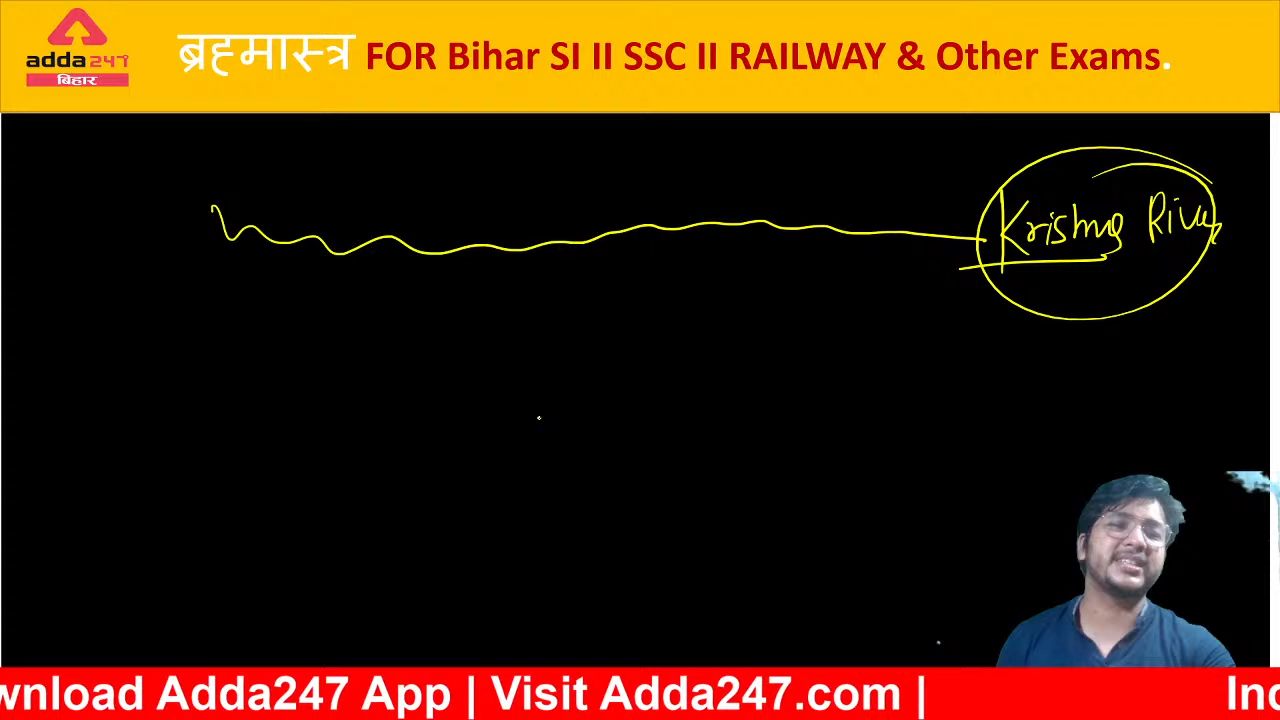 adda247
बिहार
ब्रह्मास्त्र FOR Bihar SI II SSC II RAILWAY & Other Exams.
Krishna River
wnload Adda247 App | Visit Adda247.com |
Inc